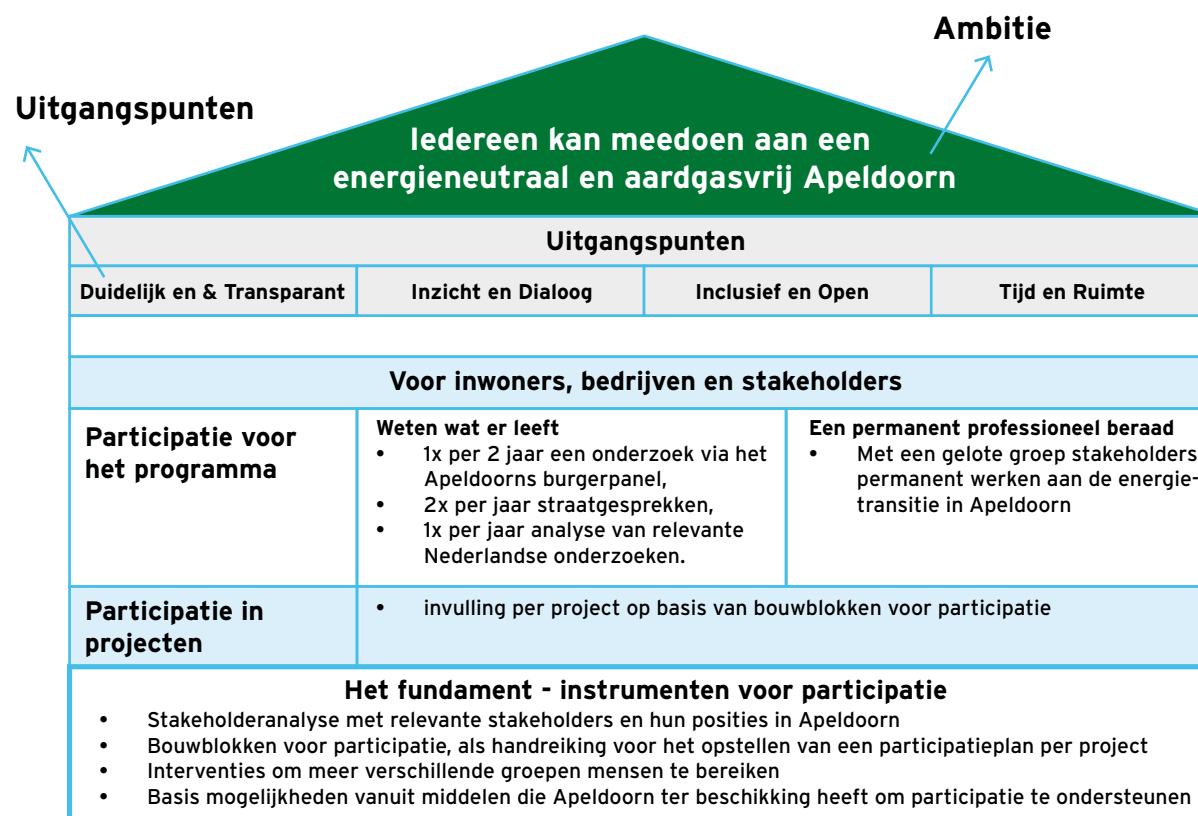 Ambitie
Uitgangspunten
Iedereen kan meedoen aan een
energieneutraal en aardgasvrij Apeldoorn
Uitgangspunten
Duidelijk en & Transparant
Inzicht en Dialoog
Inclusief en Open
Tijd en Ruimte
Voor inwoners, bedrijven en stakeholders
Participatie voor
het programma
Weten wat er leeft
• 1x per 2 jaar een onderzoek via het
Apeldoorns burgerpanel,
• 2x per jaar straatgesprekken,
• 1x per jaar analyse van relevante
Nederlandse onderzoeken.
Een permanent professioneel beraad
• Met een gelote groep stakeholders
permanent werken aan de energie-
transitie in Apeldoorn
Participatie in
projecten
• invulling per project op basis van bouwblokken voor participatie
Het fundament - instrumenten voor participatie
• Stakeholderanalyse met relevante stakeholders en hun posities in Apeldoorn
• Bouwblokken voor participatie, als handreiking voor het opstellen van een participatieplan per project
• Interventies om meer verschillende groepen mensen te bereiken
• Basis mogelijkheden vanuit middelen die Apeldoorn ter beschikking heeft om participatie te ondersteunen